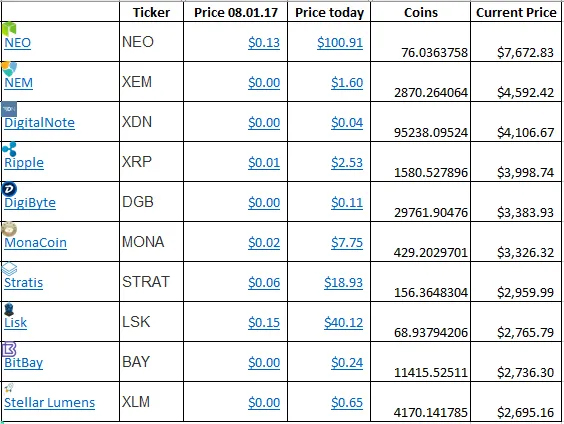 Ticker Price 08.01.17 Price today Coins Current Price
NEO NEO $0.13 $100.91 76.0363758 $7,672.83
NEM XEM $0.00 $1.60 2870.264064 $4,592.42
DigitalNote XDN $0.00 $0.04 95238.09524 $4,106.67
Ripple XRP $0.01 $2.53 1580.527896 $3,998.74
DigiByte DGB $0.00 $0.11 29761.90476 $3,383.93
MonaCoin MONA $0.02 $7.75 429.2029701 $3,326.32
Stratis STRAT $0.06 $18.93 156.3648304 $2,959.99
Lisk LSK $0.15 $40.12 68.93794206 $2,765.79
BitBay BAY $0.00 $0.24 11415.52511 $2,736.30
Stellar Lumens XLM $0.00 $0.65 4170.141785 $2,695.16